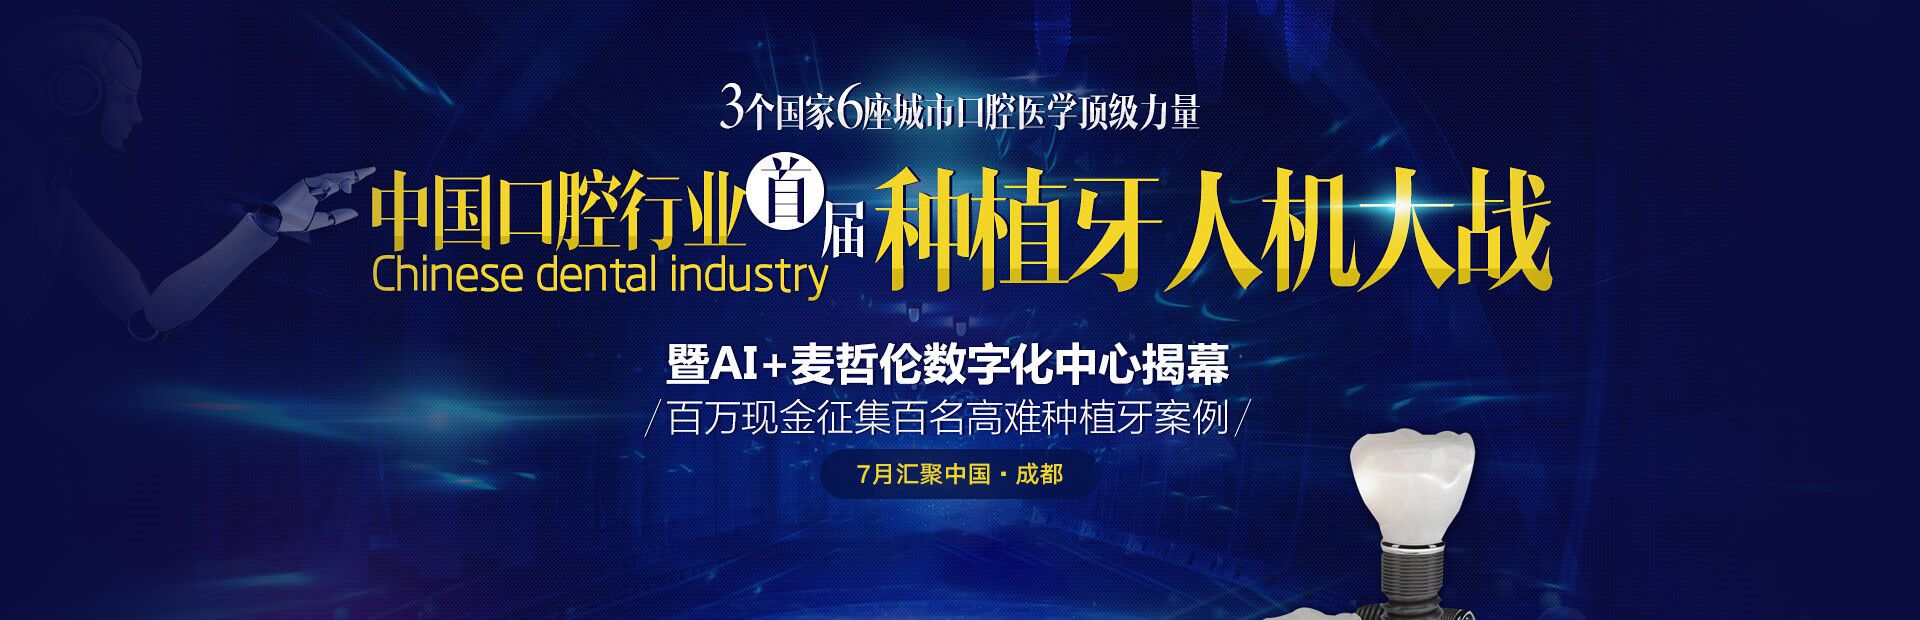 3个国家6座城市口腔医学顶级力量
中国口腔行业首届种植牙人机大战
Chinese dental industry
暨AI+麦哲伦数字化中心揭幕
/百万现金征集百名高难种植牙案例/
7月汇聚中国·成都